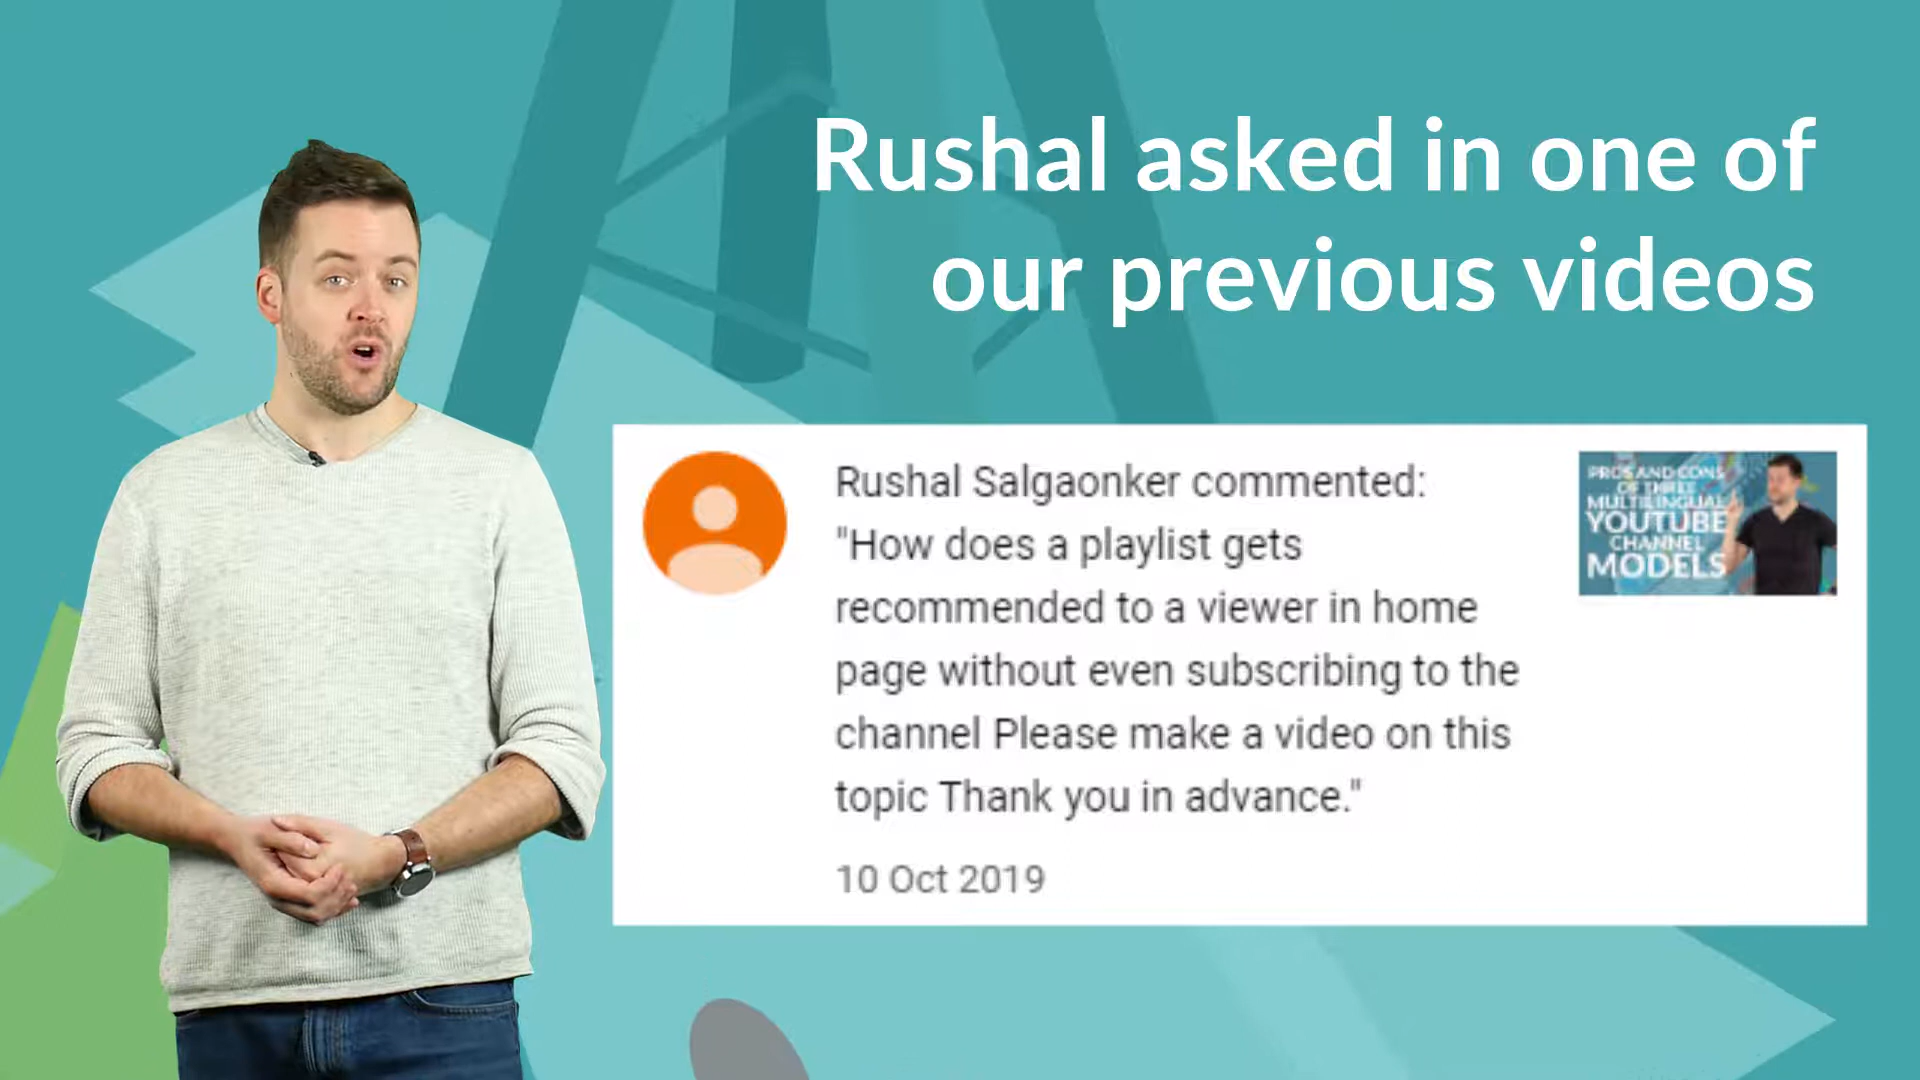 Rushal asked in one of
our previous videos
Rushal Salgaonker commented:
"How does a playlist gets
recommended to a viewer in home
page without even subscribing to the
channel Please make a video on this
topic Thank you in advance."
10 Oct 2019
PROS AND CONS
OF THREE
MULTILINGUAL
YOUTUBE
CHANNEL
MODELS